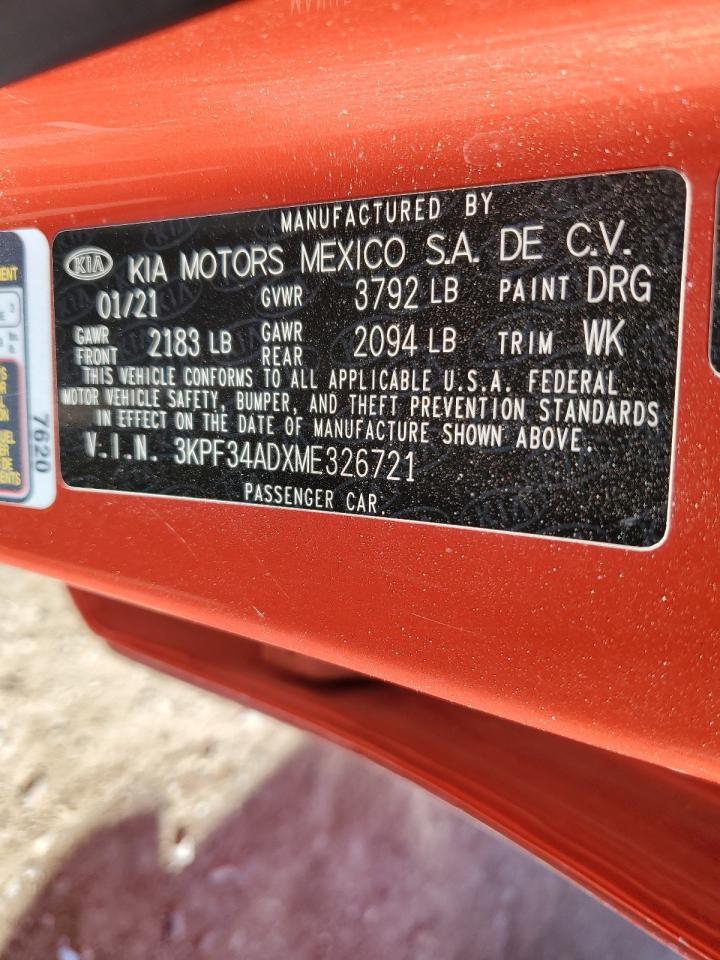 MANUFACTURED BY
KIA KIA MOTORS MEXICO S.A. DE C.V.
01/21 GVWR 3792 LB PAINT DRG
GAWR FRONT 2183 LB GAWR REAR 2094 LB TRIM WK
THIS VEHICLE CONFORMS TO ALL APPLICABLE U.S.A. FEDERAL
MOTOR VEHICLE SAFETY, BUMPER, AND THEFT PREVENTION STANDARDS
IN EFFECT ON THE DATE OF MANUFACTURE SHOWN ABOVE.
V.I.N. 3KPF34ADXME326721
PASSENGER CAR
7620